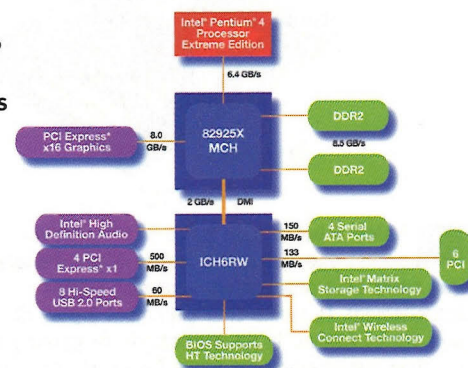 Intel® Pentium® 4
Processor
Extreme Edition
6.4 GB/s
82925X
MCH
PCI Express*
x16 Graphics
8.0
GB/s
DDR2
8.5 GB/s
DDR2
2 GB/s
DMI
Intel® High
Definition Audio
4 PCI
Express* x1
500
MB/s
8 Hi-Speed
USB 2.0 Ports
60
MB/s
ICH6RW
150
MB/s
4 Serial
ATA Ports
133
MB/s
6
PCI
Intel® Matrix
Storage Technology
Intel® Wireless
Connect Technology
BIOS Supports
HT Technology